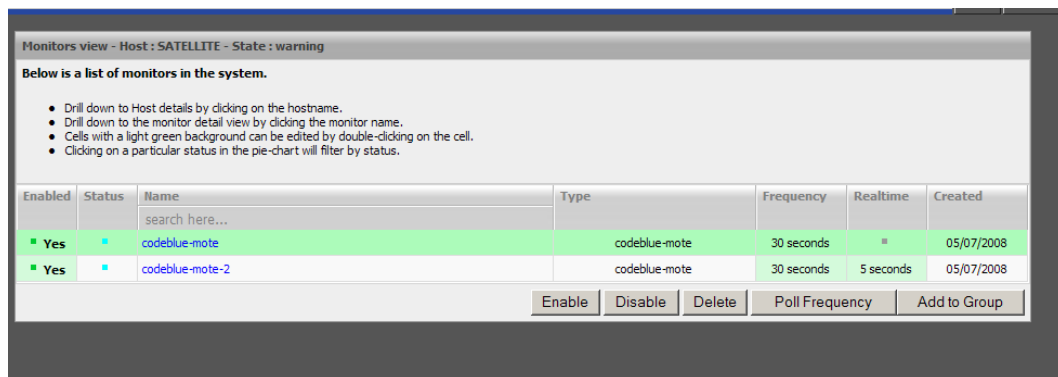 Monitors view - Host : SATELLITE - State : warning
Below is a list of monitors in the system.
Drill down to Host details by clicking on the hostname.
Drill down to the monitor detail view by clicking the monitor name.
Cells with a light green background can be edited by double-clicking on the cell.
Clicking on a particular status in the pie-chart will filter by status.
Enabled Status Name Type Frequency Realtime Created
search here...
Yes codeblue-mote codeblue-mote 30 seconds 05/07/2008
Yes codeblue-mote-2 codeblue-mote 30 seconds 5 seconds 05/07/2008
Enable Disable Delete Poll Frequency Add to Group